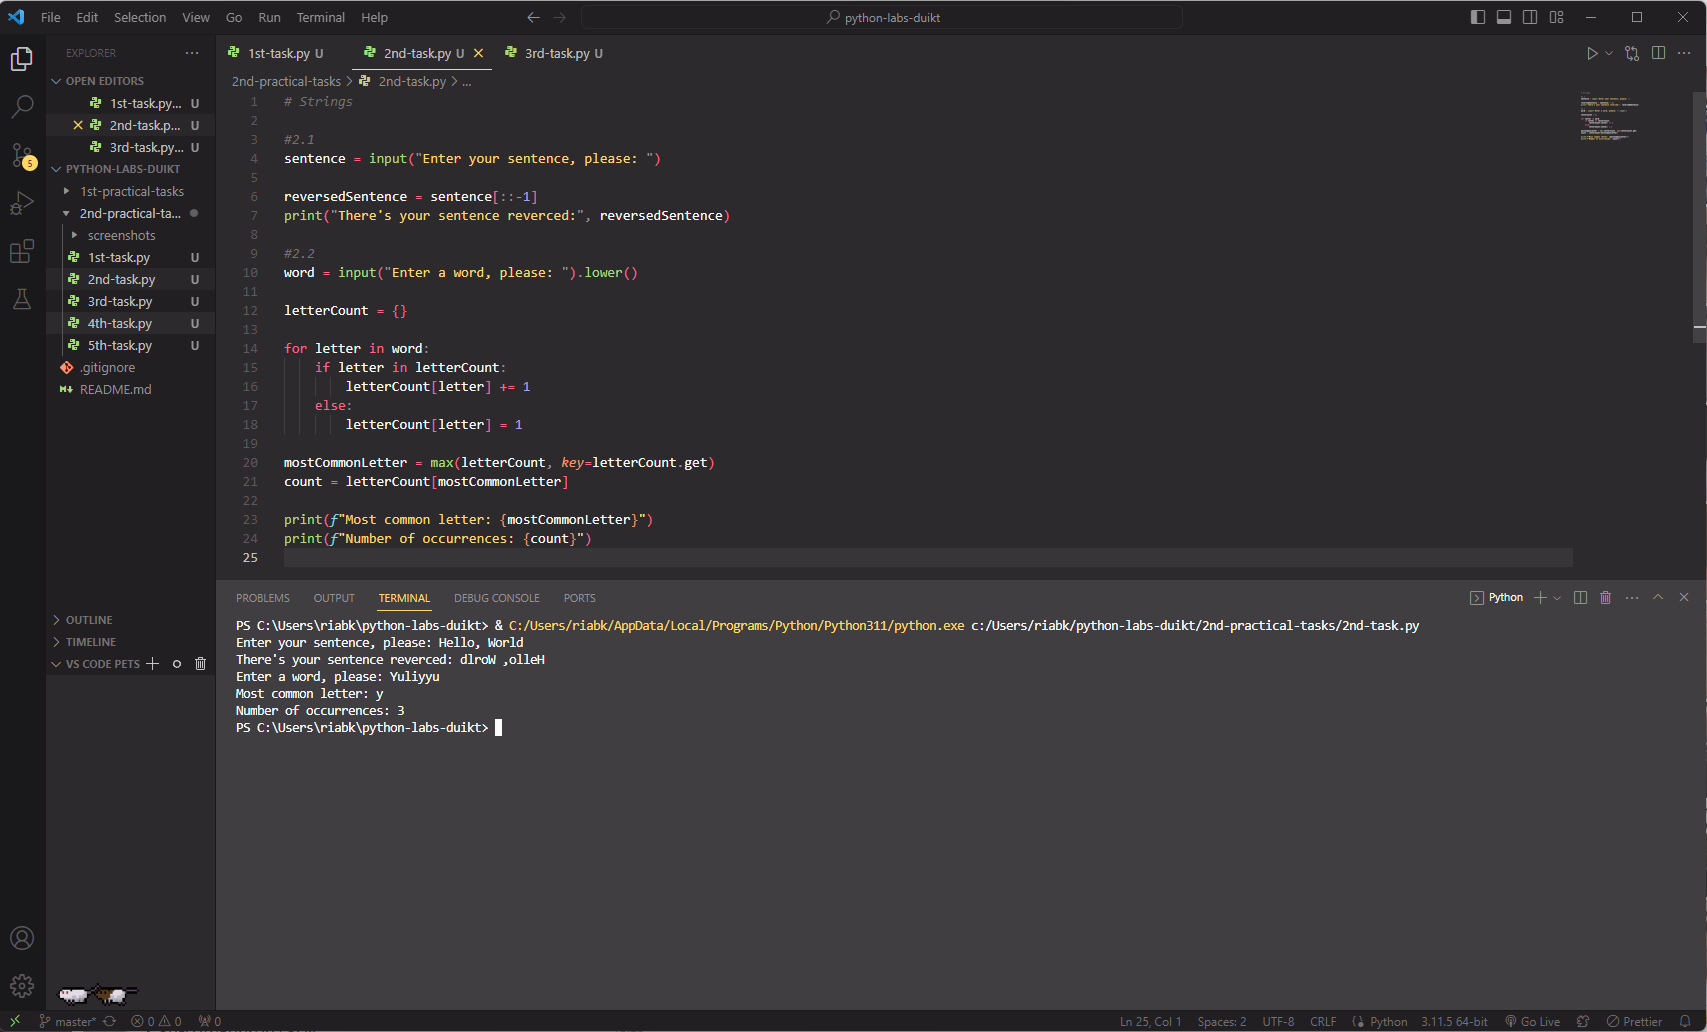 File Edit Selection View Go Run Terminal Help
python-labs-duikt
EXPLORER
OPEN EDITORS
1st-task.py... U
2nd-task.p... U
3rd-task.py... U
PYTHON-LABS-DUIKT
1st-practical-tasks
2nd-practical-ta...
screenshots
1st-task.py U
2nd-task.py U
3rd-task.py U
4th-task.py U
5th-task.py U
.gitignore
README.md
OUTLINE
TIMELINE
VS CODE PETS
5
1st-task.py U 2nd-task.py U 3rd-task.py U
2nd-practical-tasks > 2nd-task.py > ...
1 # Strings
2
3 #2.1
4 sentence = input("Enter your sentence, please: ")
5
6 reversedSentence = sentence[::-1]
7 print("There's your sentence reverced:", reversedSentence)
8
9 #2.2
10 word = input("Enter a word, please: ").lower()
11
12 letterCount = {}
13
14 for letter in word:
15 if letter in letterCount:
16 letterCount[letter] += 1
17 else:
18 letterCount[letter] = 1
19
20 mostCommonLetter = max(letterCount, key=letterCount.get)
21 count = letterCount[mostCommonLetter]
22
23 print(f"Most common letter: {mostCommonLetter}")
24 print(f"Number of occurrences: {count}")
25
PROBLEMS OUTPUT TERMINAL DEBUG CONSOLE PORTS
Python
PS C:\Users\riabk\python-labs-duikt> & C:/Users/riabk/AppData/Local/Programs/Python/Python311/python.exe c:/Users/riabk/python-labs-duikt/2nd-practical-tasks/2nd-task.py
Enter your sentence, please: Hello, World
There's your sentence reverced: dlroW ,olleH
Enter a word, please: Yuliyyu
Most common letter: y
Number of occurrences: 3
PS C:\Users\riabk\python-labs-duikt>
master* 0 0 0
Ln 25, Col 1 Spaces: 2 UTF-8 CRLF Python 3.11.5 64-bit Go Live Prettier